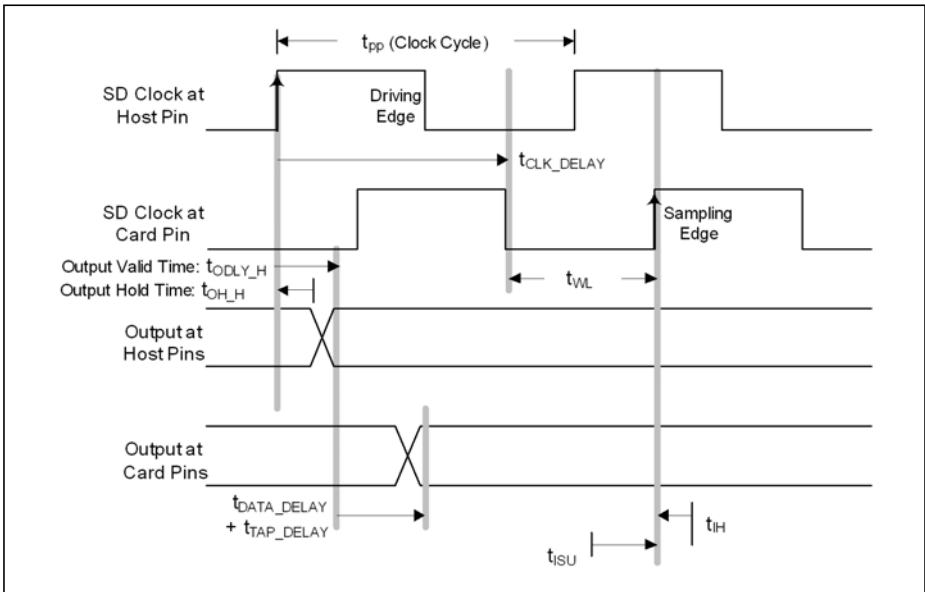 tpp (Clock Cycle)
SD Clock at
Host Pin
Driving
Edge
tCLK_DELAY
SD Clock at
Card Pin
Sampling
Edge
Output Valid Time: tODLY_H
Output Hold Time: tOH_H
tWL
Output at
Host Pins
Output at
Card Pins
tDATA_DELAY
+ tTAP_DELAY
tIH
tISU